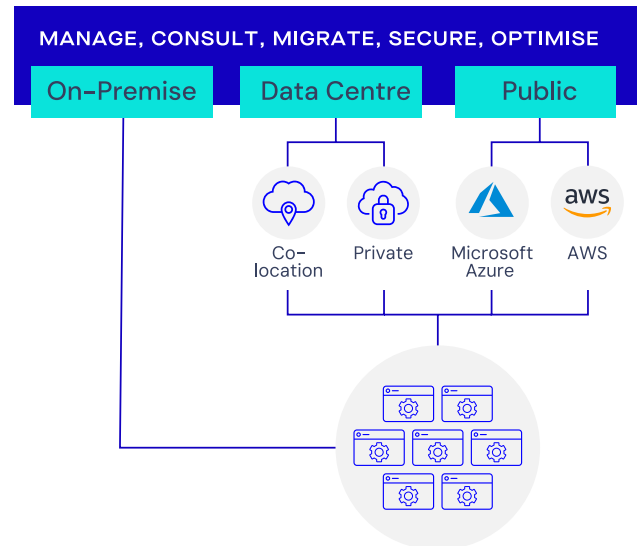 MANAGE, CONSULT, MIGRATE, SECURE, OPTIMISE
On-Premise
Data Centre
Public
aws
Co-
location
Private
Microsoft
Azure
AWS